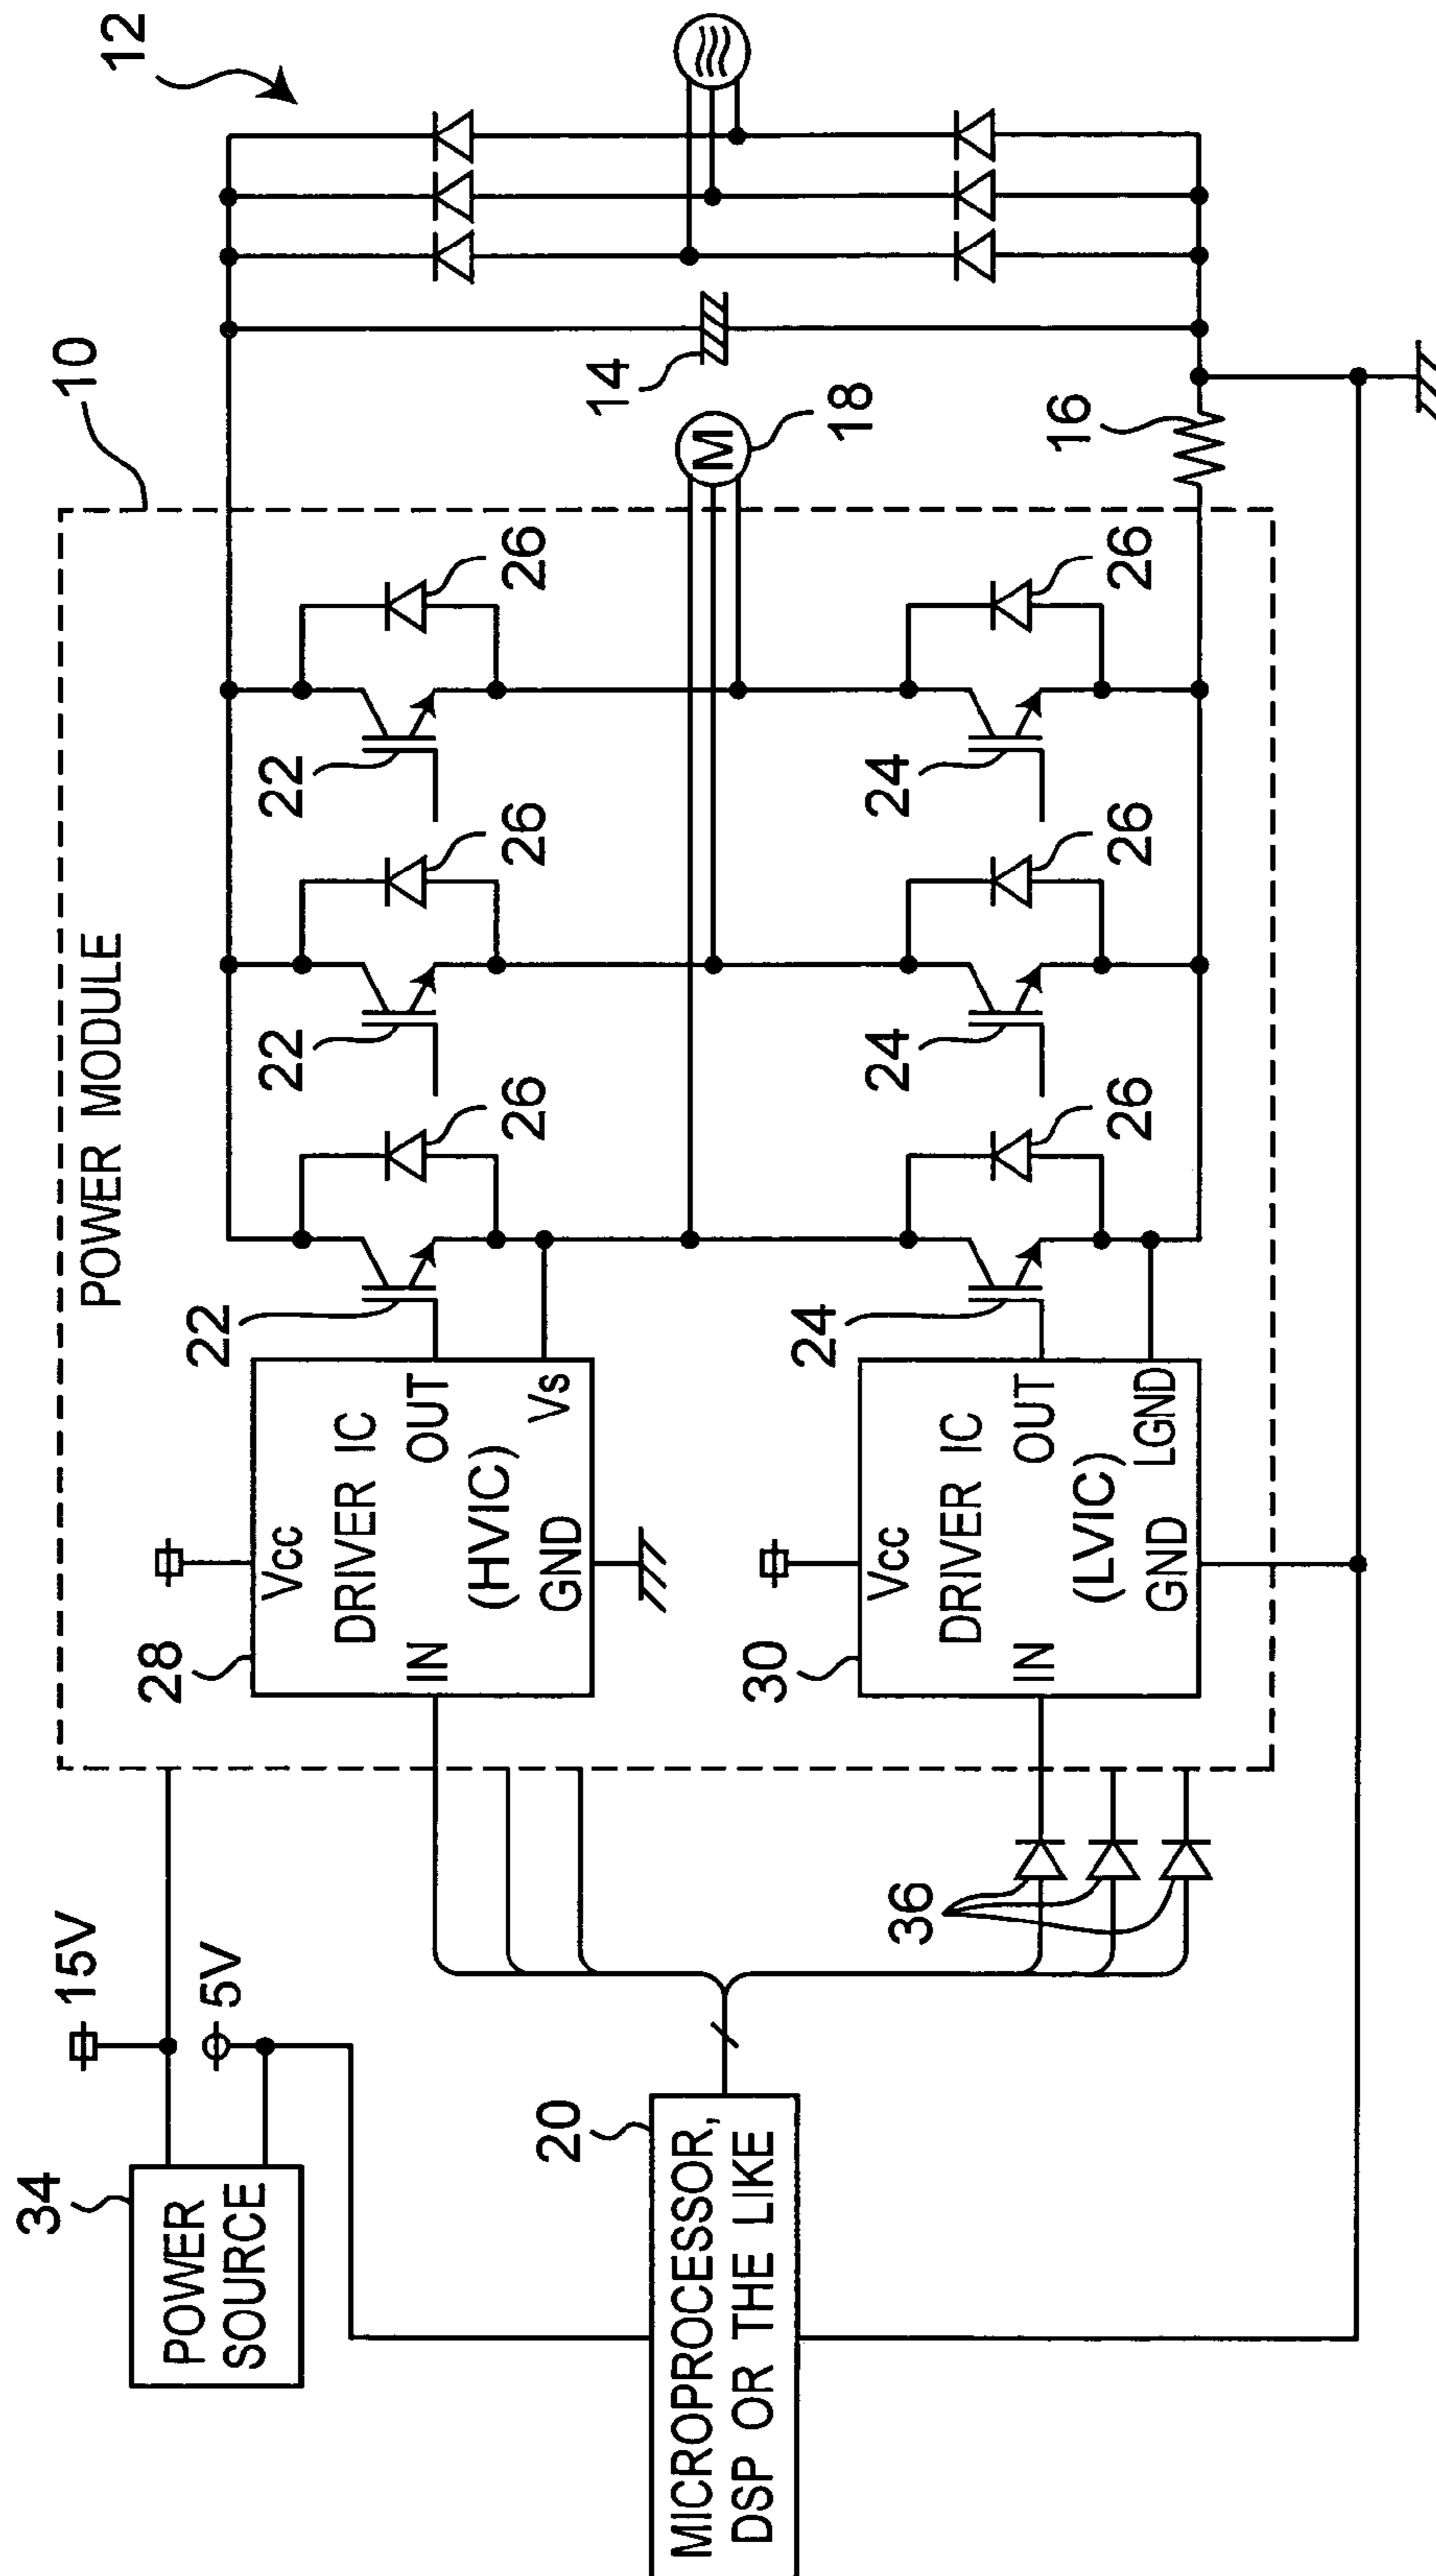 34
POWER
SOURCE
15V
5V
20
MICROPROCESSOR,
DSP OR THE LIKE
36
POWER MODULE
10
12
28
Vcc
DRIVER IC
IN
OUT
(HVIC)
GND
Vs
30
Vcc
DRIVER IC
IN
OUT
(LVIC)
GND
LGND
22
26
22
26
22
26
24
26
24
26
24
26
14
M
18
16